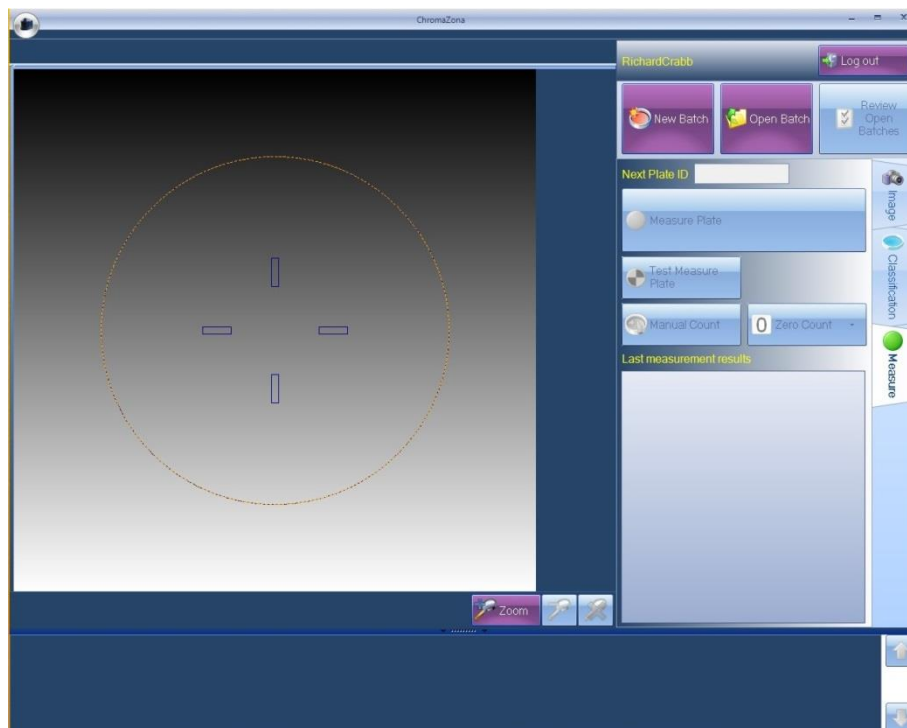 ChromaZona
RichardCrabb
Log out
New Batch
Open Batch
Review
Open
Batches
Next Plate ID
Measure Plate
Test Measure
Plate
Manual Count
0 Zero Count
Last measurement results
Image
Classification
Measure
Zoom